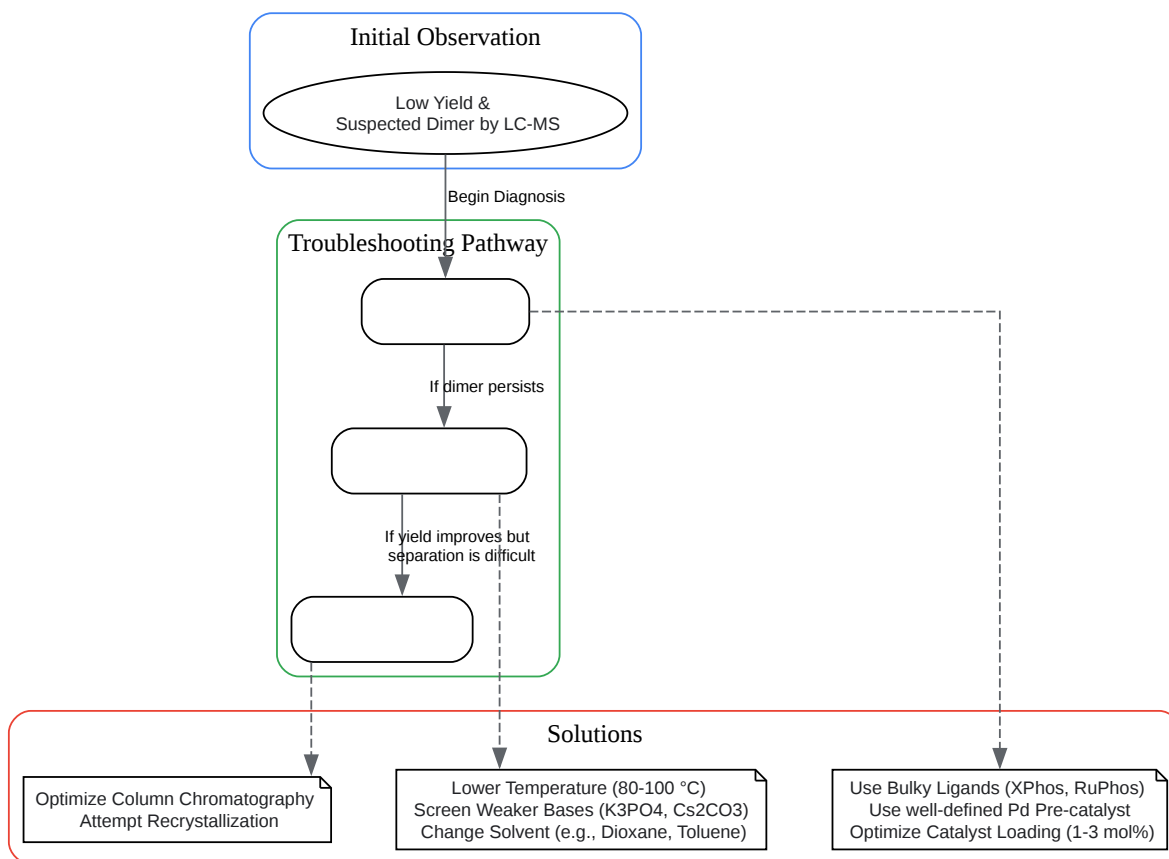 Initial Observation
Low Yield &
Suspected Dimer by LC-MS
Begin Diagnosis
Troubleshooting Pathway
If dimer persists
If yield improves but
separation is difficult
Solutions
Optimize Column Chromatography
Attempt Recrystallization
Lower Temperature (80-100 °C)
Screen Weaker Bases (K3PO4, Cs2CO3)
Change Solvent (e.g., Dioxane, Toluene)
Use Bulky Ligands (XPhos, RuPhos)
Use well-defined Pd Pre-catalyst
Optimize Catalyst Loading (1-3 mol%)